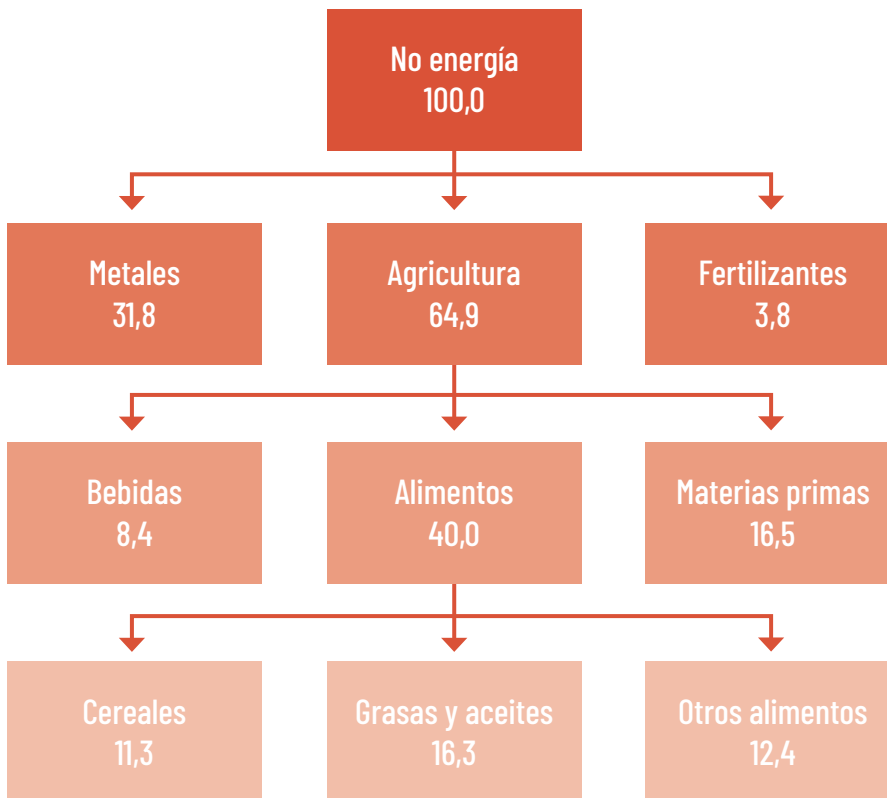 No energía
100,0
Metales
31,8
Agricultura
64,9
Fertilizantes
3,8
Bebidas
8,4
Alimentos
40,0
Materias primas
16,5
Cereales
11,3
Grasas y aceites
16,3
Otros alimentos
12,4